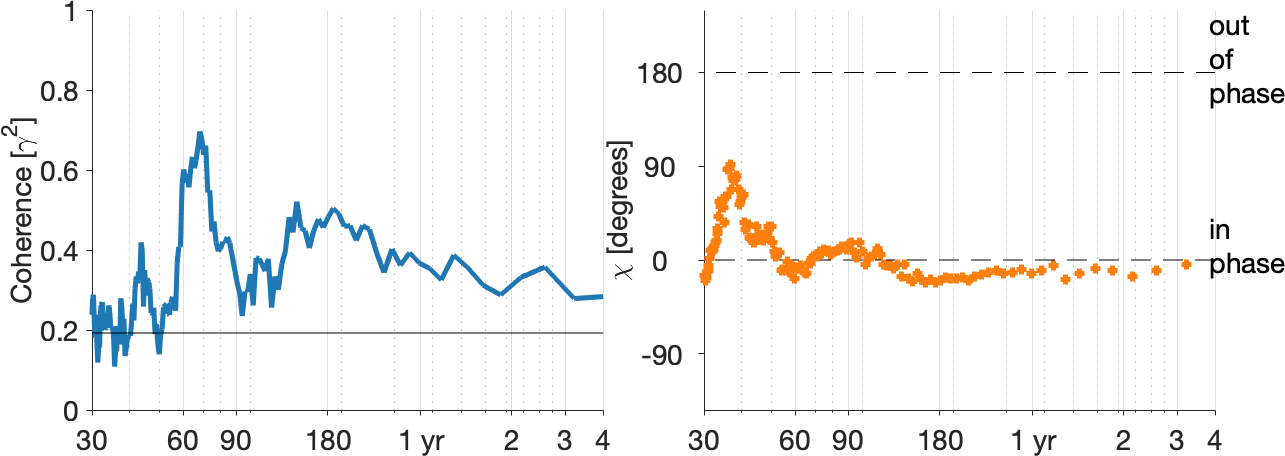 1
0.8
0.6
0.4
0.2
0
Coherence [γ²]
30 60 90 180 1 yr 2 3 4
180
90
0
-90
χ [degrees]
30 60 90 180 1 yr 2 3 4
out
of
phase
in
phase